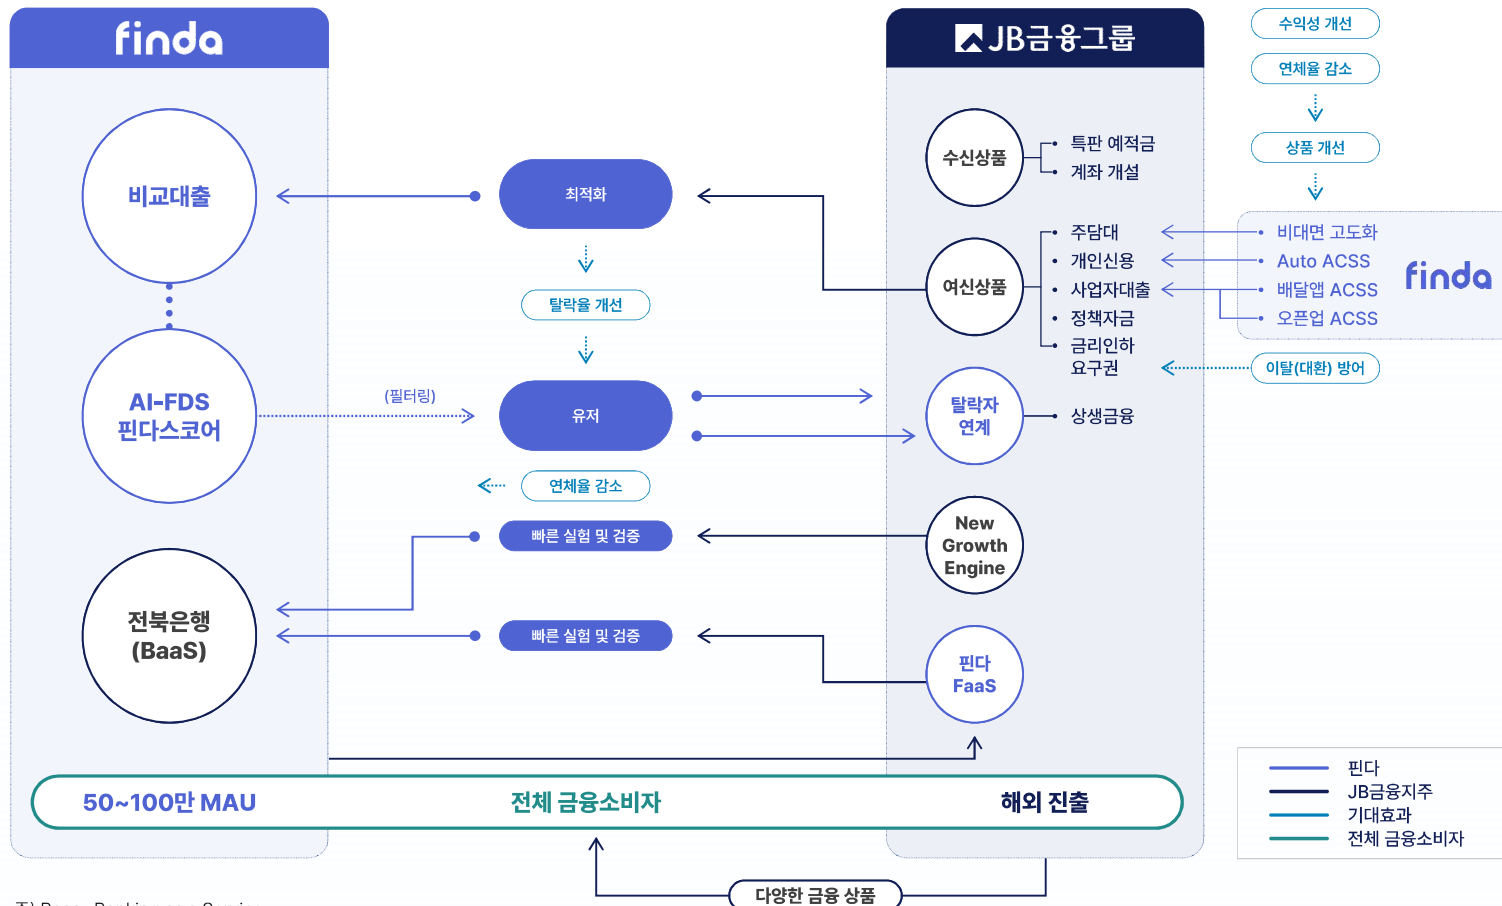 finda
JB금융그룹
수익성 개선
연체율 감소
상품 개선
비교대출
최적화
수신상품
특판 예적금
계좌 개설
탈락율 개선
여신상품
주담대
개인신용
사업자대출
정책자금
금리인하
요구권
비대면 고도화
Auto ACSS
배달앱 ACSS
오픈업 ACSS
finda
이탈(대환) 방어
AI-FDS
핀다스코어
(필터링)
유저
탈락자
연계
상생금융
연체율 감소
빠른 실험 및 검증
New
Growth
Engine
전북은행
(BaaS)
빠른 실험 및 검증
핀다
FaaS
50~100만 MAU
전체 금융소비자
해외 진출
핀다
JB금융지주
기대효과
전체 금융소비자
다양한 금융 상품